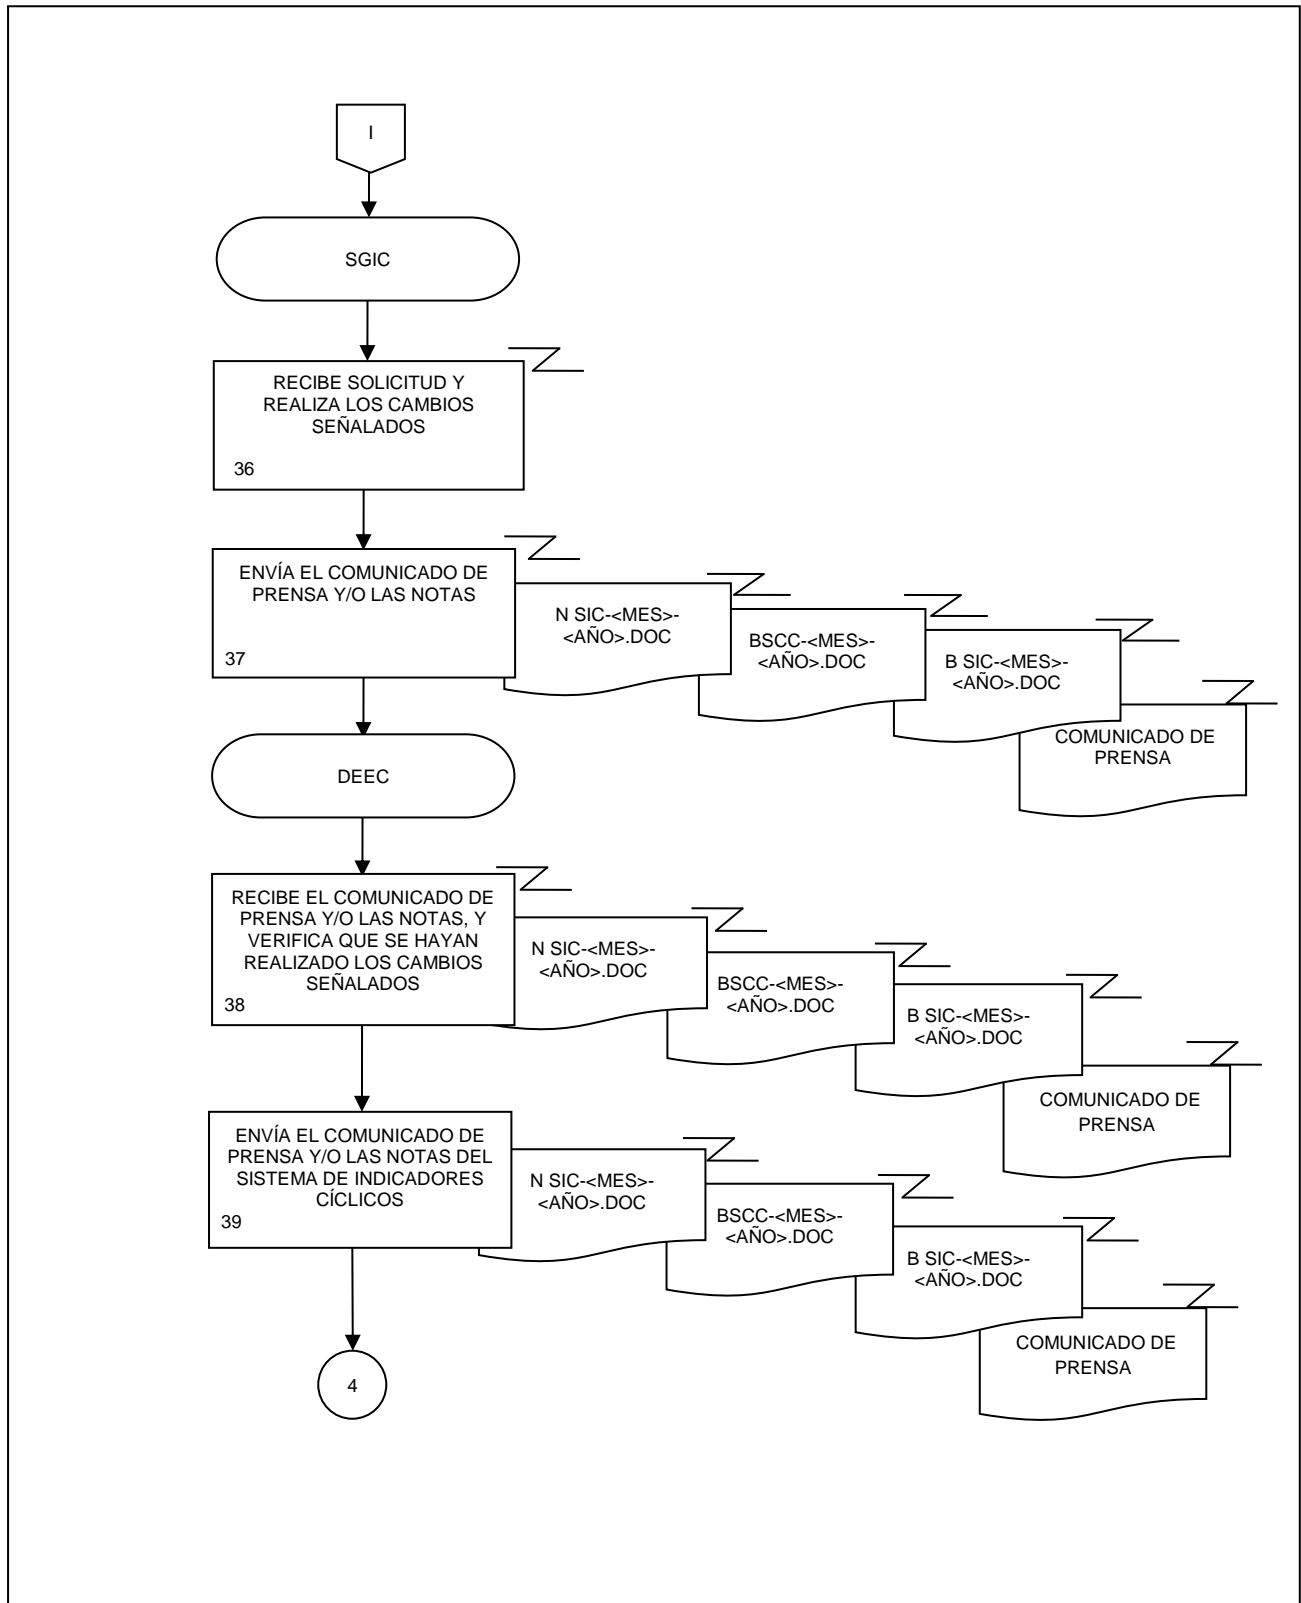 I
SGIC
RECIBE SOLICITUD Y
REALIZA LOS CAMBIOS
SEÑALADOS
36
ENVÍA EL COMUNICADO DE
PRENSA Y/O LAS NOTAS
37
N SIC-<MES>-
<AÑO>.DOC
BSCC-<MES>-
<AÑO>.DOC
B SIC-<MES>-
<AÑO>.DOC
COMUNICADO DE
PRENSA
DEEC
RECIBE EL COMUNICADO DE
PRENSA Y/O LAS NOTAS, Y
VERIFICA QUE SE HAYAN
REALIZADO LOS CAMBIOS
SEÑALADOS
38
N SIC-<MES>-
<AÑO>.DOC
BSCC-<MES>-
<AÑO>.DOC
B SIC-<MES>-
<AÑO>.DOC
COMUNICADO DE
PRENSA
ENVÍA EL COMUNICADO DE
PRENSA Y/O LAS NOTAS DEL
SISTEMA DE INDICADORES
CÍCLICOS
39
N SIC-<MES>-
<AÑO>.DOC
BSCC-<MES>-
<AÑO>.DOC
B SIC-<MES>-
<AÑO>.DOC
COMUNICADO DE
PRENSA
4